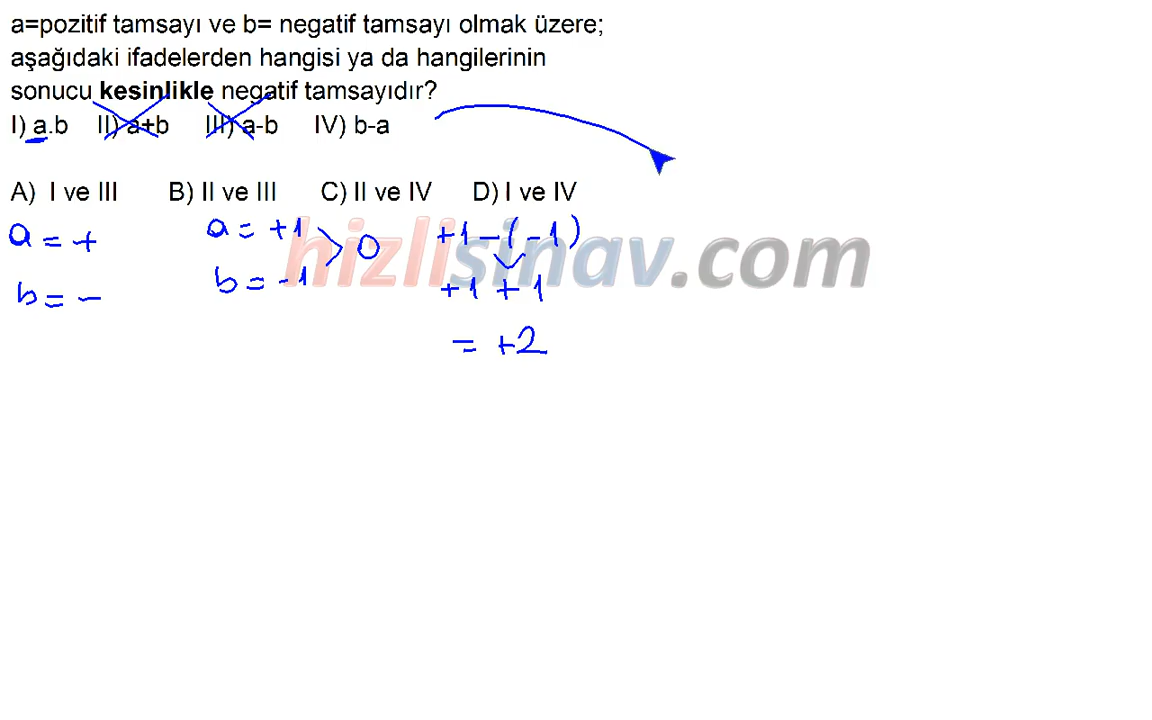 a=pozitif tamsayı ve b= negatif tamsayı olmak üzere;
aşağıdaki ifadelerden hangisi ya da hangilerinin
sonucu kesinlikle negatif tamsayıdır?
I) a.b II) a+b III) a-b IV) b-a
A) I ve III B) II ve III C) II ve IV D) I ve IV
a = + a = +1 > 0 +1 - ( -1 )
b = - b = -1 +1 + 1
= +2
hizlisinav.com